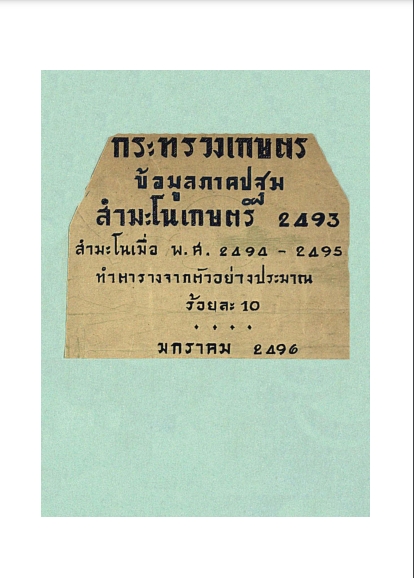 กระทรวงเกษตร
ข้อมูลภาคปฐม
สำมะโนเกษตร์ 2493
สำมะโนเมื่อ พ.ศ. 2494 - 2495
ทำตารางจากตัวอย่างประมาณ
ร้อยละ 10
มกราคม 2496